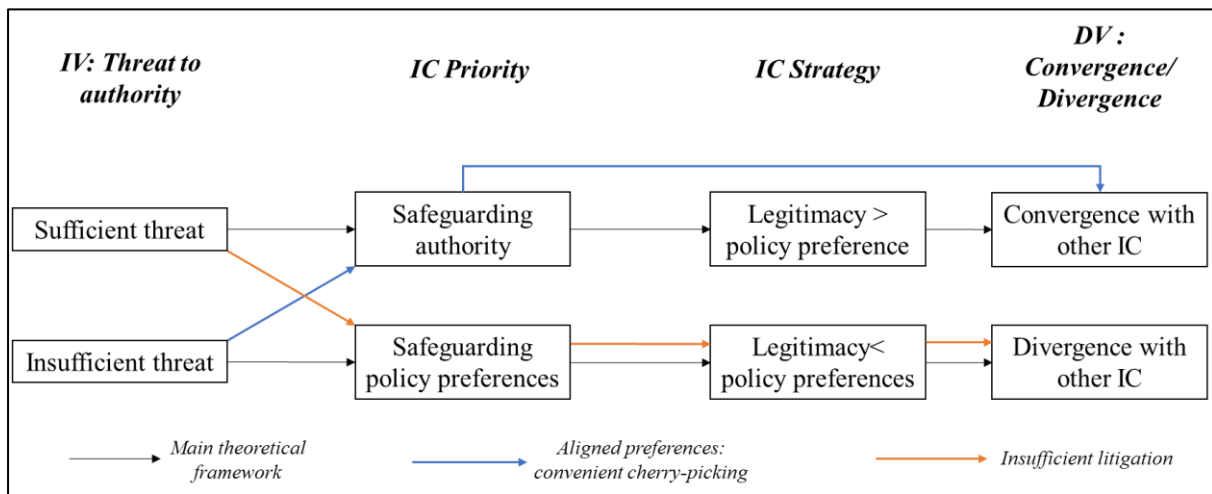 IV: Threat to
authority
IC Priority
IC Strategy
DV :
Convergence/
Divergence
Sufficient threat
Safeguarding
authority
Legitimacy >
policy preference
Convergence with
other IC
Insufficient threat
Safeguarding
policy preferences
Legitimacy<
policy preferences
Divergence with
other IC
Main theoretical
framework
Aligned preferences:
convenient cherry-picking
Insufficient litigation